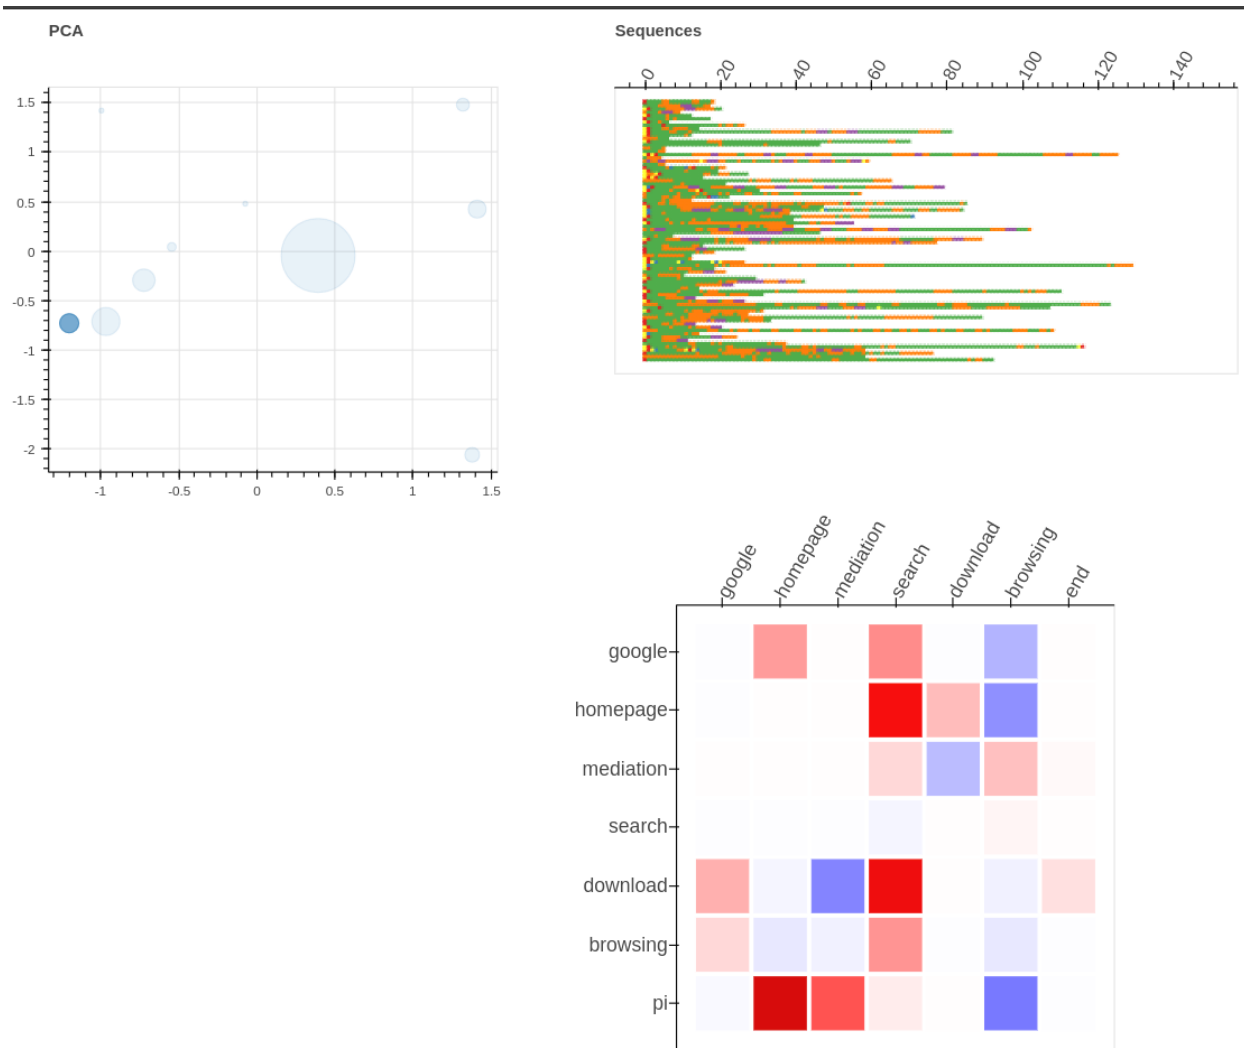 PCA
Sequences
0 20 40 60 80 100 120 140
1.5
1
0.5
0
-0.5
-1
-1.5
-2
-1 -0.5 0 0.5 1 1.5
google homepage mediation search download browsing end
google
homepage
mediation
search
download
browsing
pi